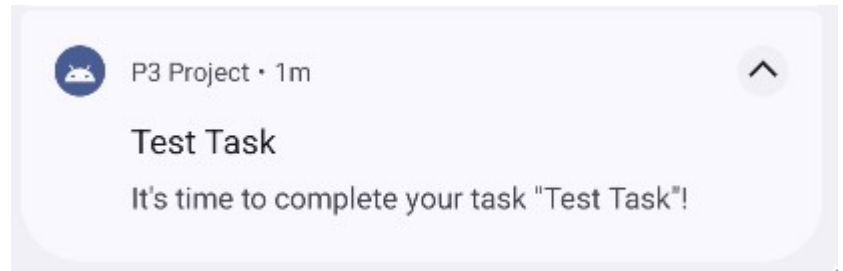 P3 Project • 1m
Test Task
It's time to complete your task "Test Task"!